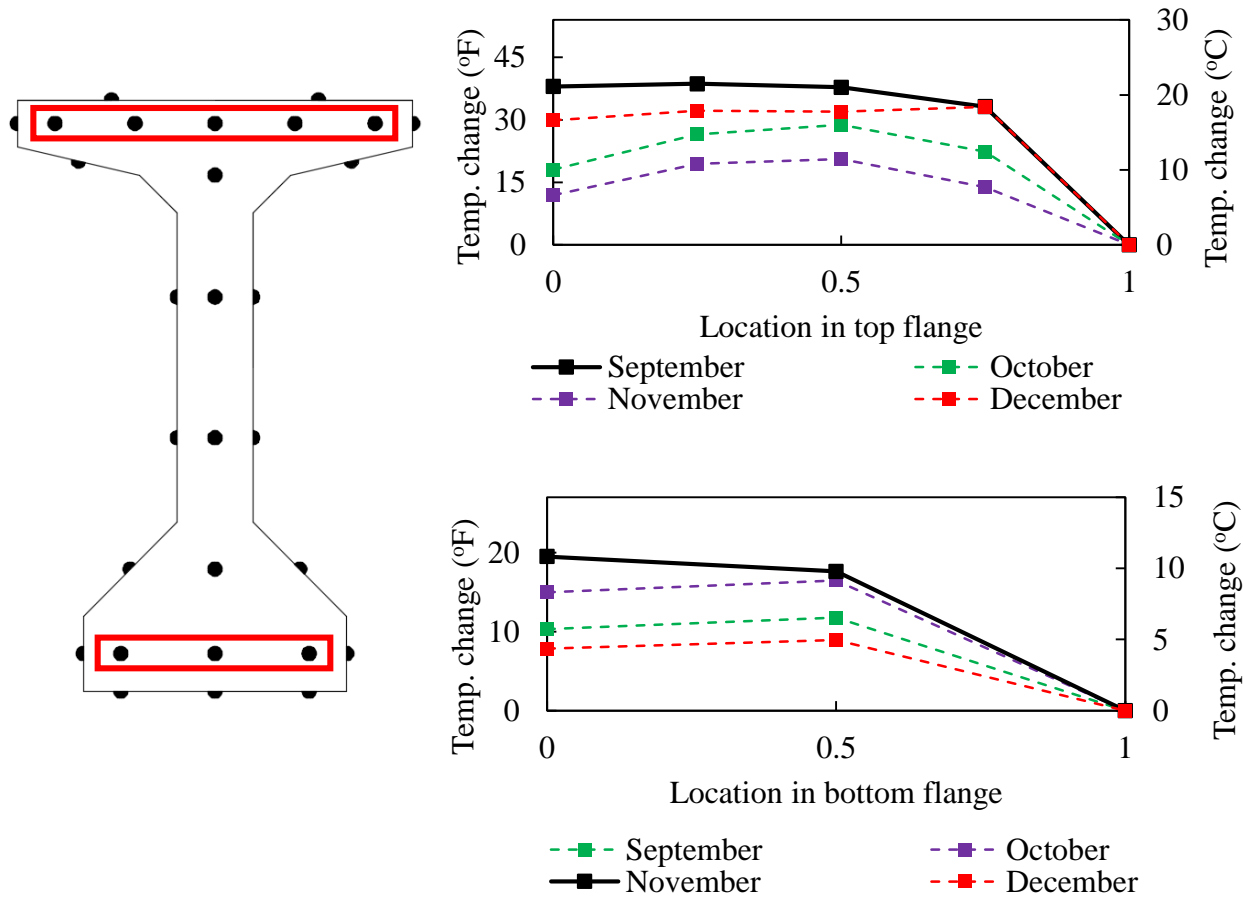 Temp. change (°F)
45
30
15
0
30
20
10
0
Temp. change (°C)
0 0.5 1
Location in top flange
September October
November December
Temp. change (°F)
20
10
0
15
10
5
0
Temp. change (°C)
0 0.5 1
Location in bottom flange
September October
November December